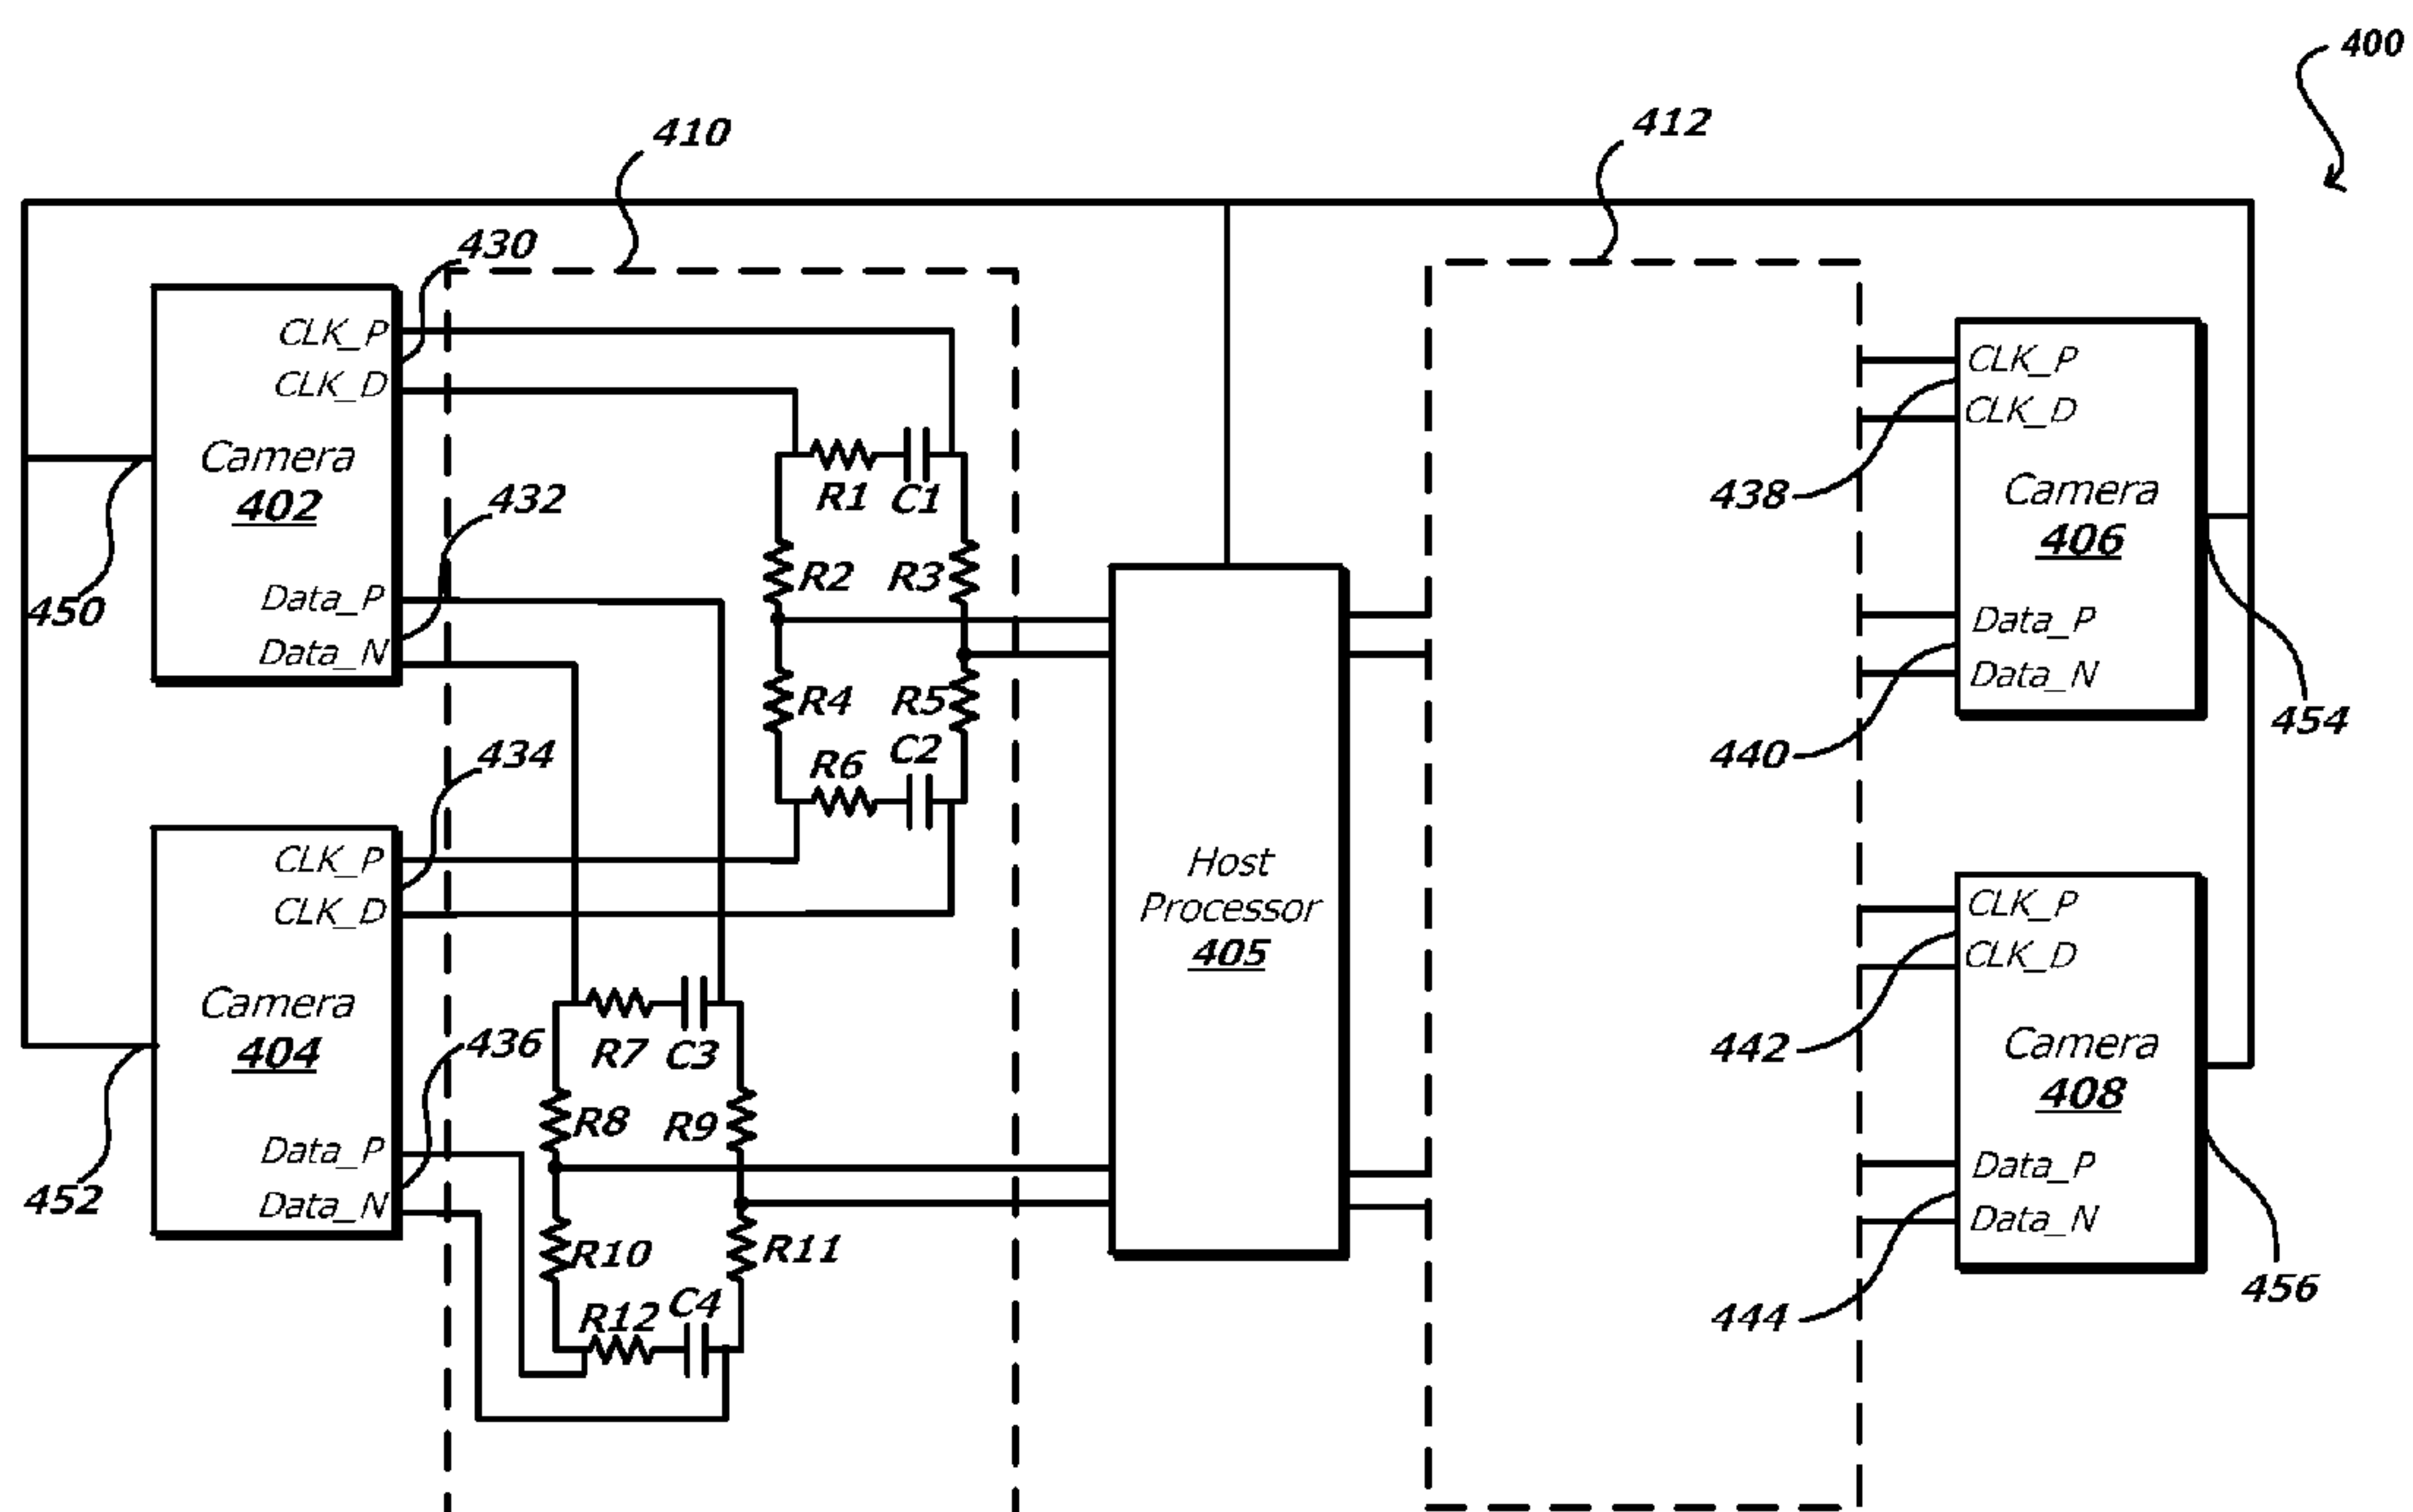 400
410
412
430
CLK_P
CLK_D
Camera
402
432
450
Data_P
Data_N
R1
C1
R2
R3
R4
R5
R6
C2
434
CLK_P
CLK_D
Camera
404
436
452
Data_P
Data_N
R7
C3
R8
R9
R10
R11
R12
C4
Host
Processor
405
CLK_P
CLK_D
438
Camera
406
Data_P
440
Data_N
454
CLK_P
CLK_D
442
Camera
408
Data_P
Data_N
444
456